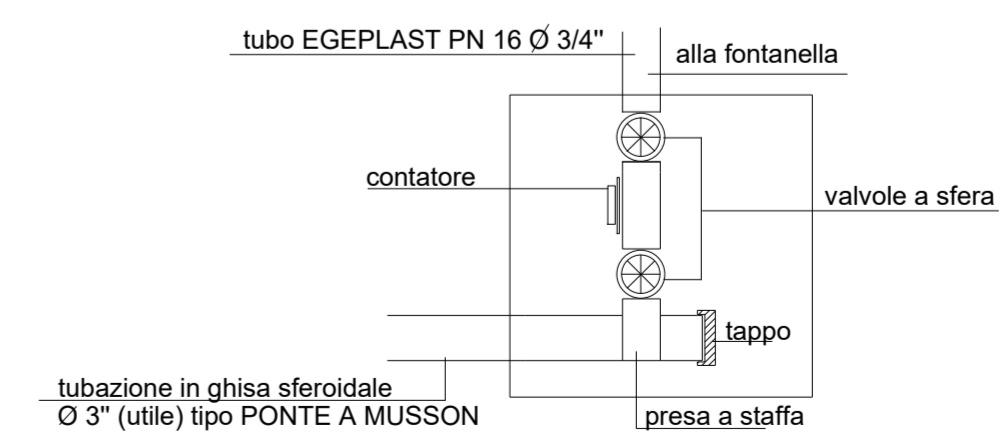 tubo EGEPLAST PN 16 Ø 3/4"
alla fontanella
contatore
valvole a sfera
tappo
tubazione in ghisa sferoidale
Ø 3" (utile) tipo PONTE A MUSSON
presa a staffa